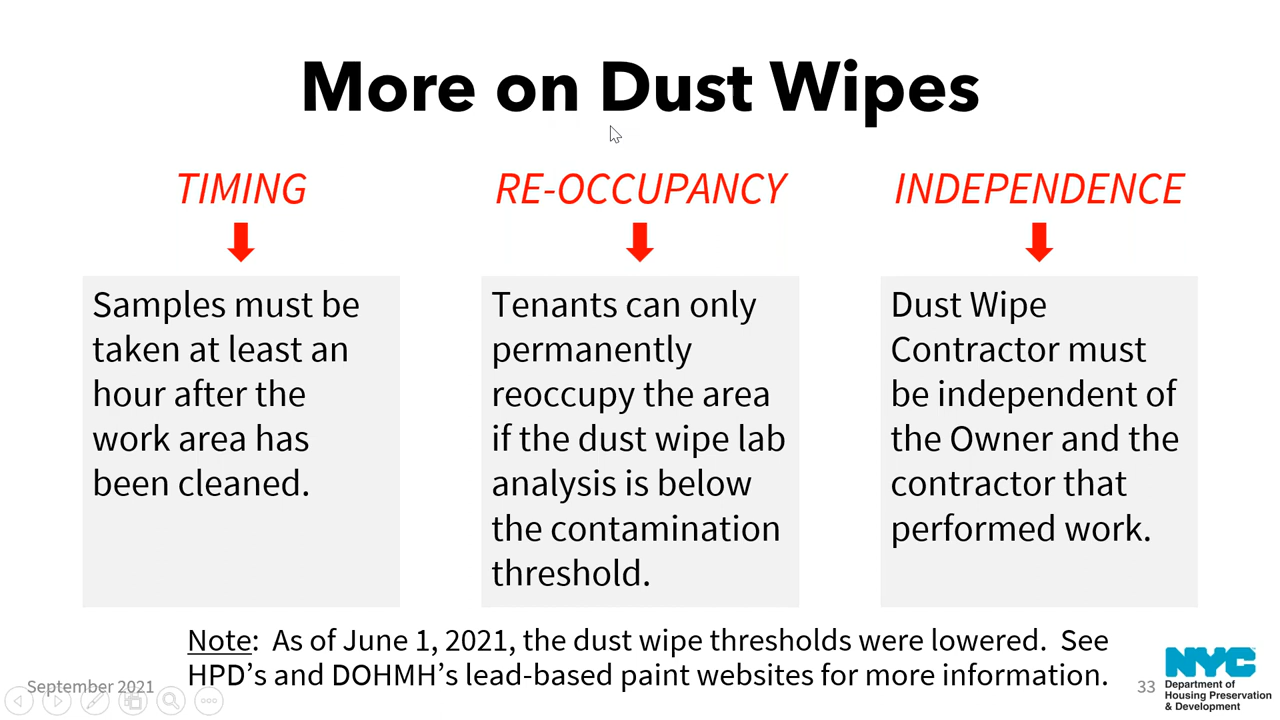 More on Dust Wipes
TIMING
Samples must be
taken at least an
hour after the
work area has
been cleaned.
RE-OCCUPANCY
Tenants can only
permanently
reoccupy the area
if the dust wipe lab
analysis is below
the contamination
threshold.
INDEPENDENCE
Dust Wipe
Contractor must
be independent of
the Owner and the
contractor that
performed work.
Note:  As of June 1, 2021, the dust wipe thresholds were lowered.  See
HPD’s and DOHMH’s lead-based paint websites for more information.
September 2021
33
NYC
Department of
Housing Preservation
& Development